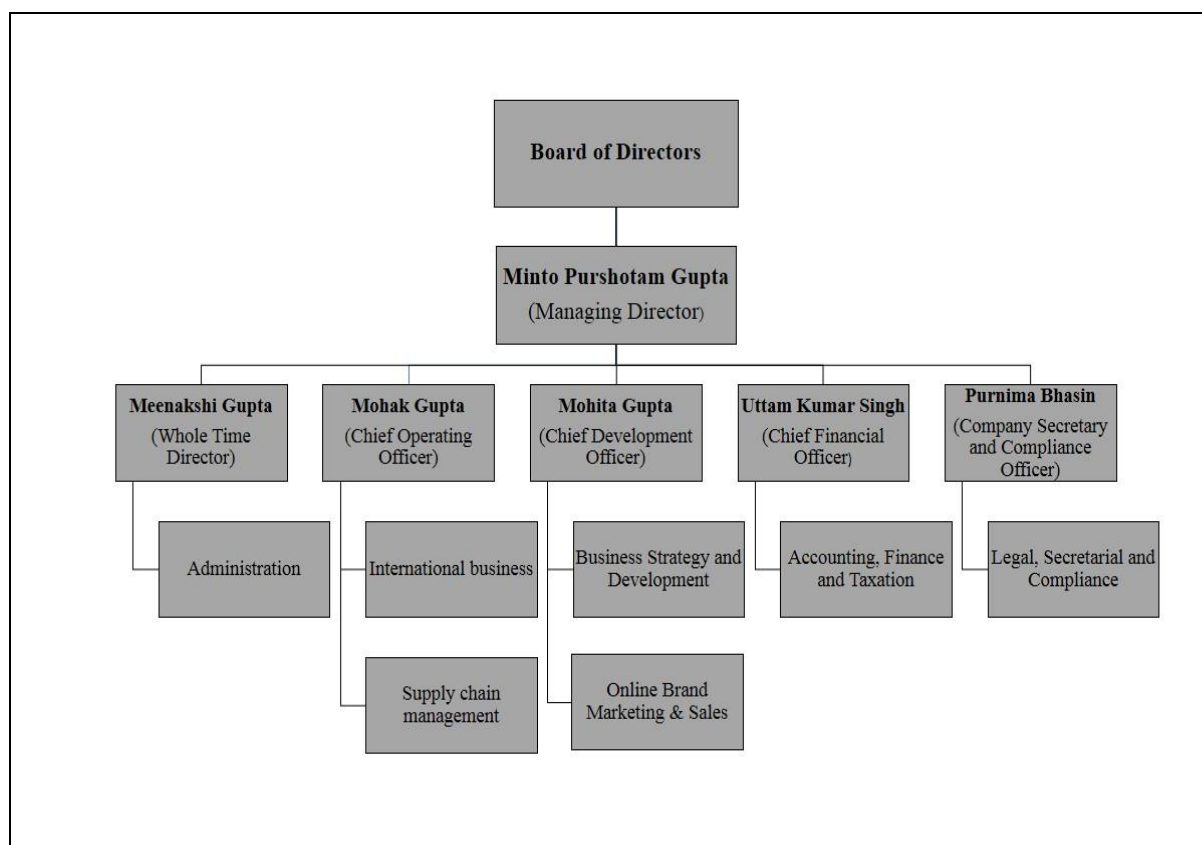 Board of Directors
Minto Purshotam Gupta
(Managing Director)
Meenakshi Gupta
(Whole Time
Director)
Mohak Gupta
(Chief Operating
Officer)
Mohita Gupta
(Chief Development
Officer)
Uttam Kumar Singh
(Chief Financial
Officer)
Purnima Bhasin
(Company Secretary
and Compliance
Officer)
Administration
International business
Business Strategy and
Development
Accounting, Finance
and Taxation
Legal, Secretarial and
Compliance
Supply chain
management
Online Brand
Marketing & Sales